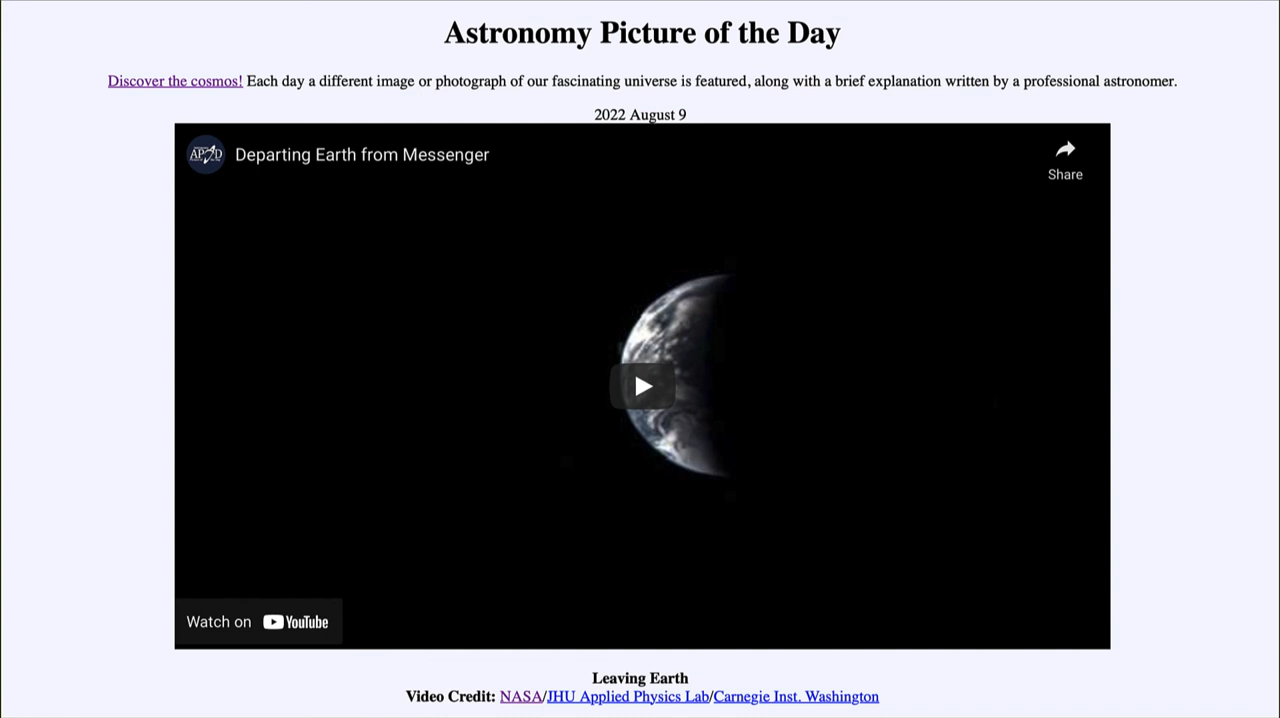 Astronomy Picture of the Day
Discover the cosmos! Each day a different image or photograph of our fascinating universe is featured, along with a brief explanation written by a professional astronomer.
2022 August 9
APOD
Departing Earth from Messenger
Share
Watch on YouTube
Leaving Earth
Video Credit: NASA/JHU Applied Physics Lab/Carnegie Inst. Washington